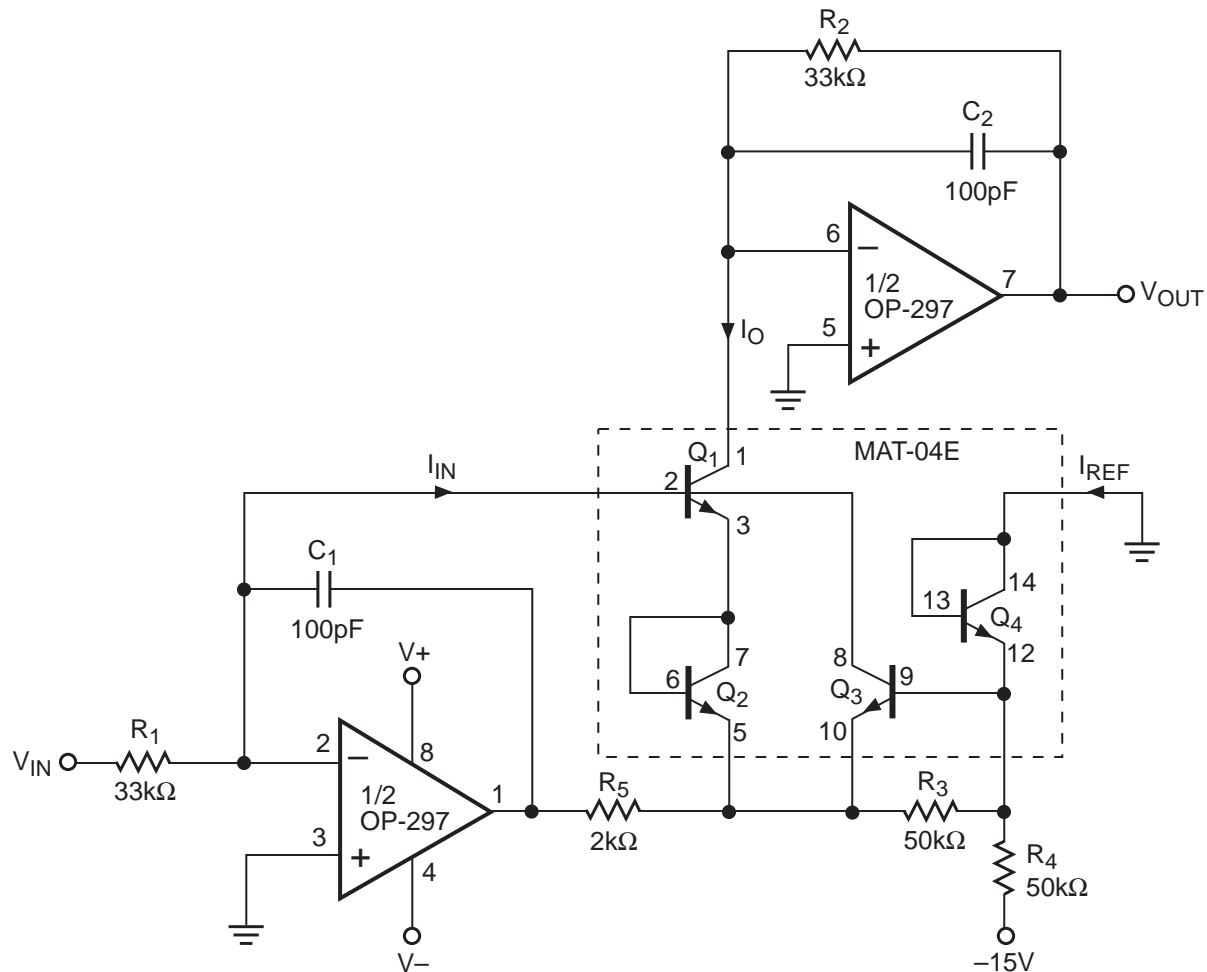 R2
33kΩ
C2
100pF
6
–
1/2
OP-297
7
VOUT
5
+
IO
MAT-04E
Q1
1
IIN
2
3
IREF
C1
100pF
14
13
Q4
12
V+
7
6
Q2
5
8
9
Q3
10
R1
VIN
33kΩ
2
–
8
1/2
OP-297
1
3
+
4
R5
2kΩ
R3
50kΩ
R4
50kΩ
V–
–15V